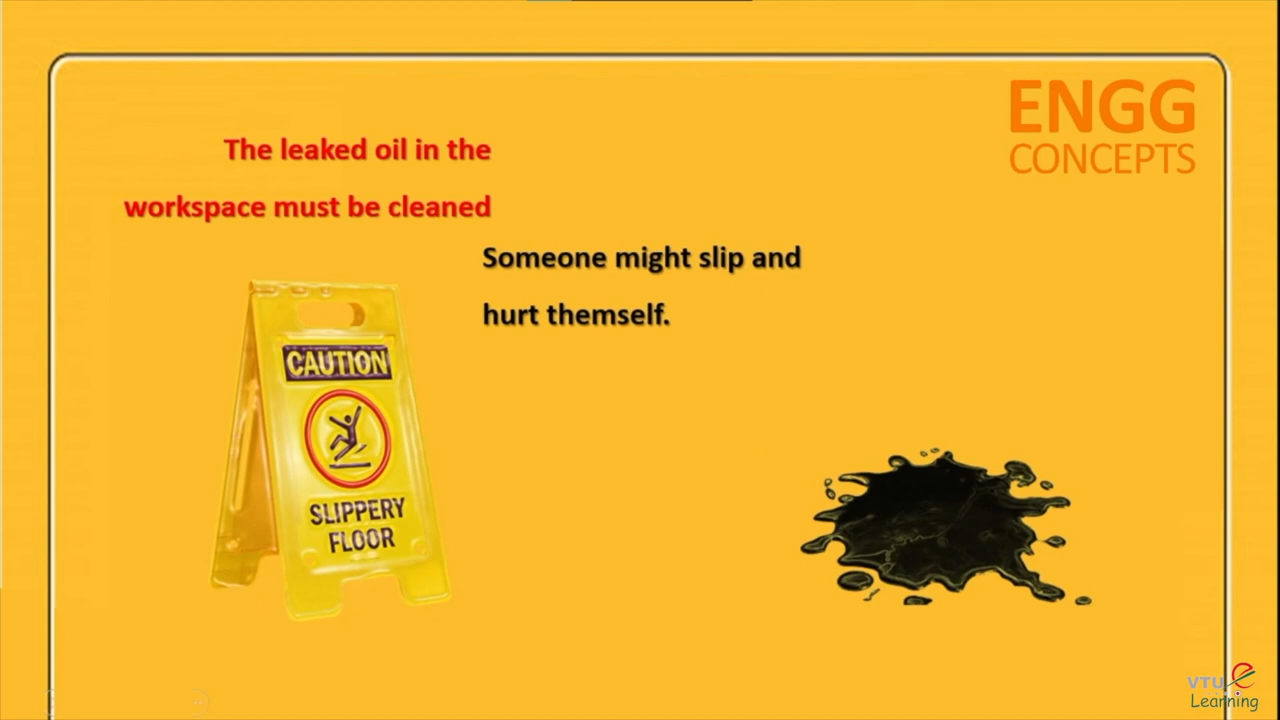 ENGG
CONCEPTS
The leaked oil in the
workspace must be cleaned
Someone might slip and
hurt themself.
CAUTION
SLIPPERY
FLOOR
VTU e
Learning